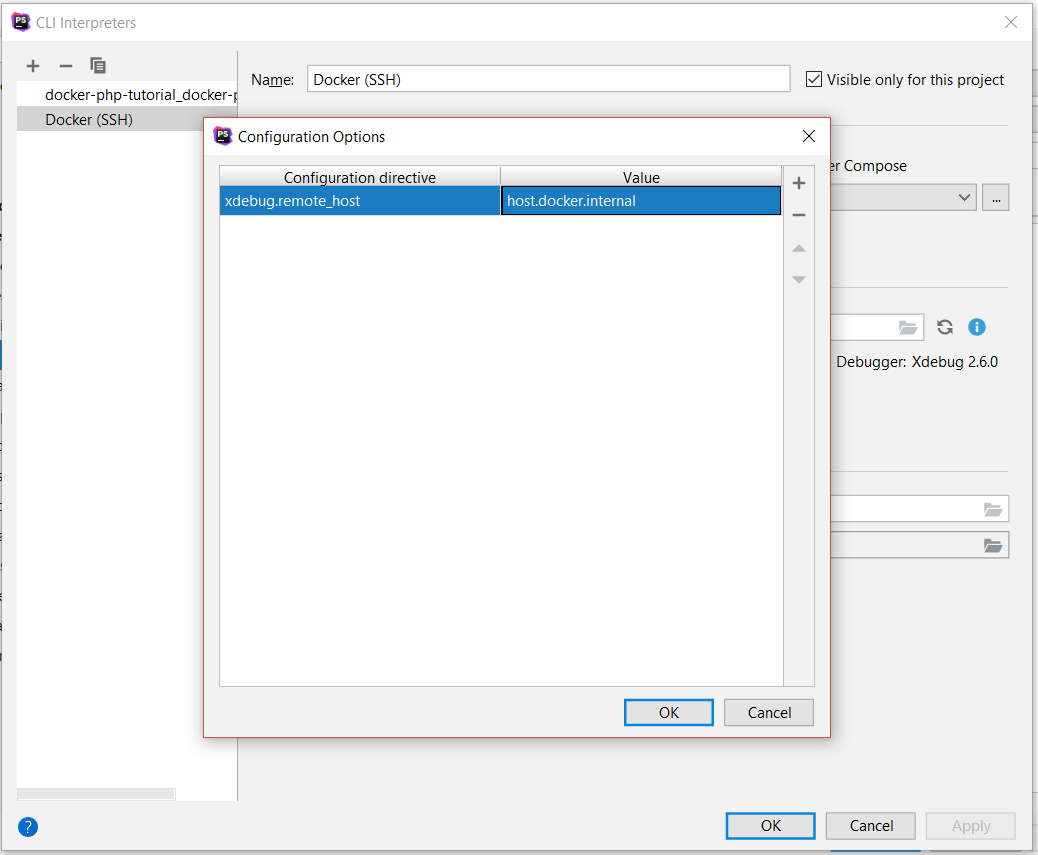 CLI Interpreters
Name: Docker (SSH)
Visible only for this project
docker-php-tutorial_docker-p
Docker (SSH)
Configuration Options
Configuration directive Value
xdebug.remote_host host.docker.internal
er Compose
...
Debugger: Xdebug 2.6.0
OK Cancel
OK Cancel Apply